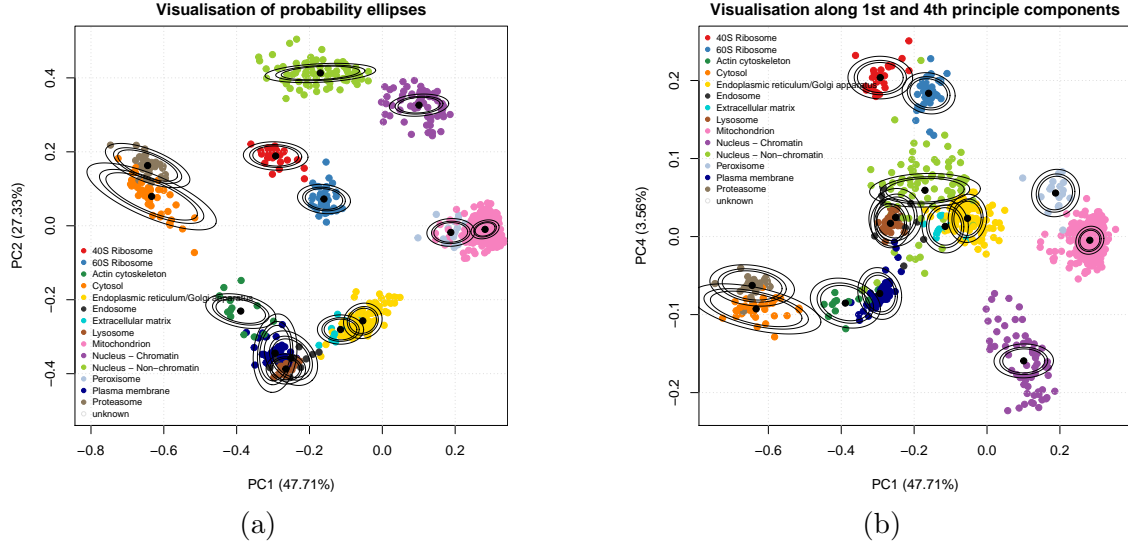 Visualisation of probability ellipses
PC2 (27.33%)
0.4
0.2
0.0
−0.2
−0.4
40S Ribosome
60S Ribosome
Actin cytoskeleton
Cytosol
Endoplasmic reticulum/Golgi apparatus
Endosome
Extracellular matrix
Lysosome
Mitochondrion
Nucleus − Chromatin
Nucleus − Non−chromatin
Peroxisome
Plasma membrane
Proteasome
unknown
−0.8 −0.6 −0.4 −0.2 0.0 0.2
PC1 (47.71%)
(a)
Visualisation along 1st and 4th principle components
PC4 (3.56%)
0.2
0.1
0.0
−0.1
−0.2
40S Ribosome
60S Ribosome
Actin cytoskeleton
Cytosol
Endoplasmic reticulum/Golgi apparatus
Endosome
Extracellular matrix
Lysosome
Mitochondrion
Nucleus − Chromatin
Nucleus − Non−chromatin
Peroxisome
Plasma membrane
Proteasome
unknown
−0.8 −0.6 −0.4 −0.2 0.0 0.2
PC1 (47.71%)
(b)